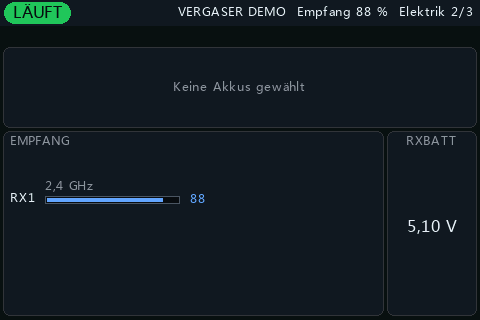 LÄUFT VERGASER DEMO Empfang 88 % Elektrik 2/3
Keine Akkus gewählt
EMPFANG
RXBATT
2,4 GHz
RX1 88
5,10 V